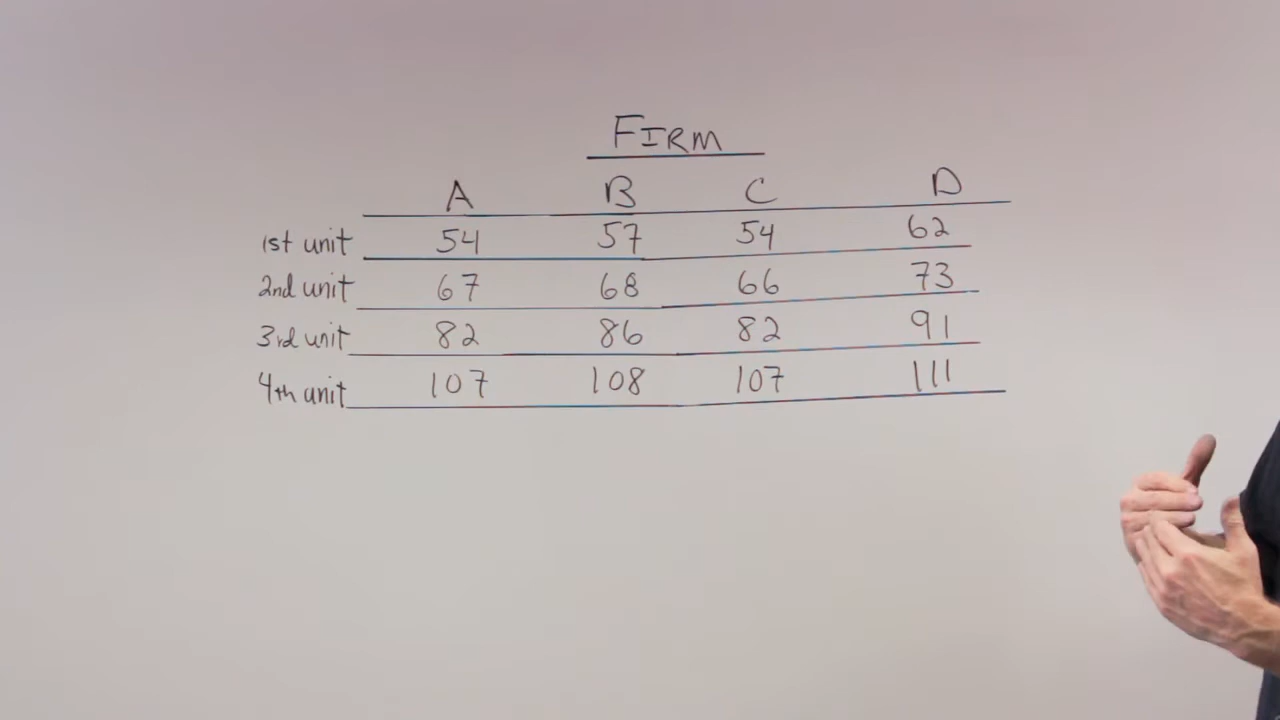 FIRM
A B C D
1st unit 54 57 54 62
2nd unit 67 68 66 73
3rd unit 82 86 82 91
4th unit 107 108 107 111